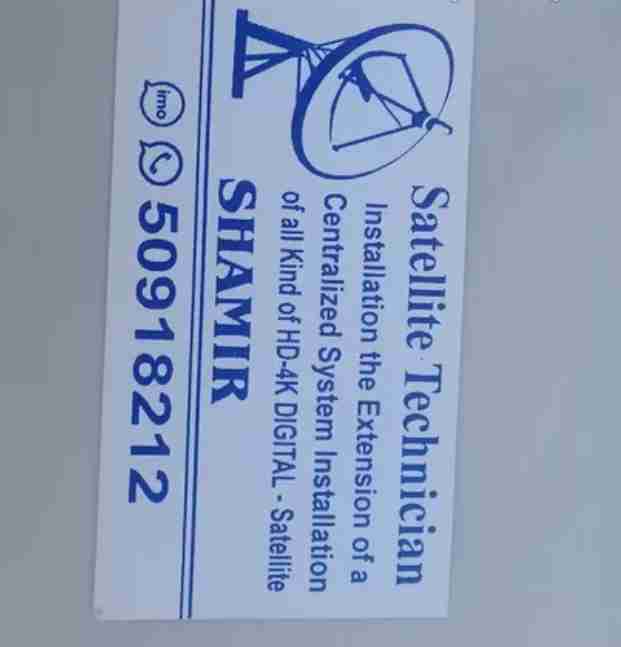 Satellite Technician
Installation the Extension of a
Centralized System Installation
of all Kind of HD-4K DIGITAL - Satellite
SHAMIR
imo 50918212